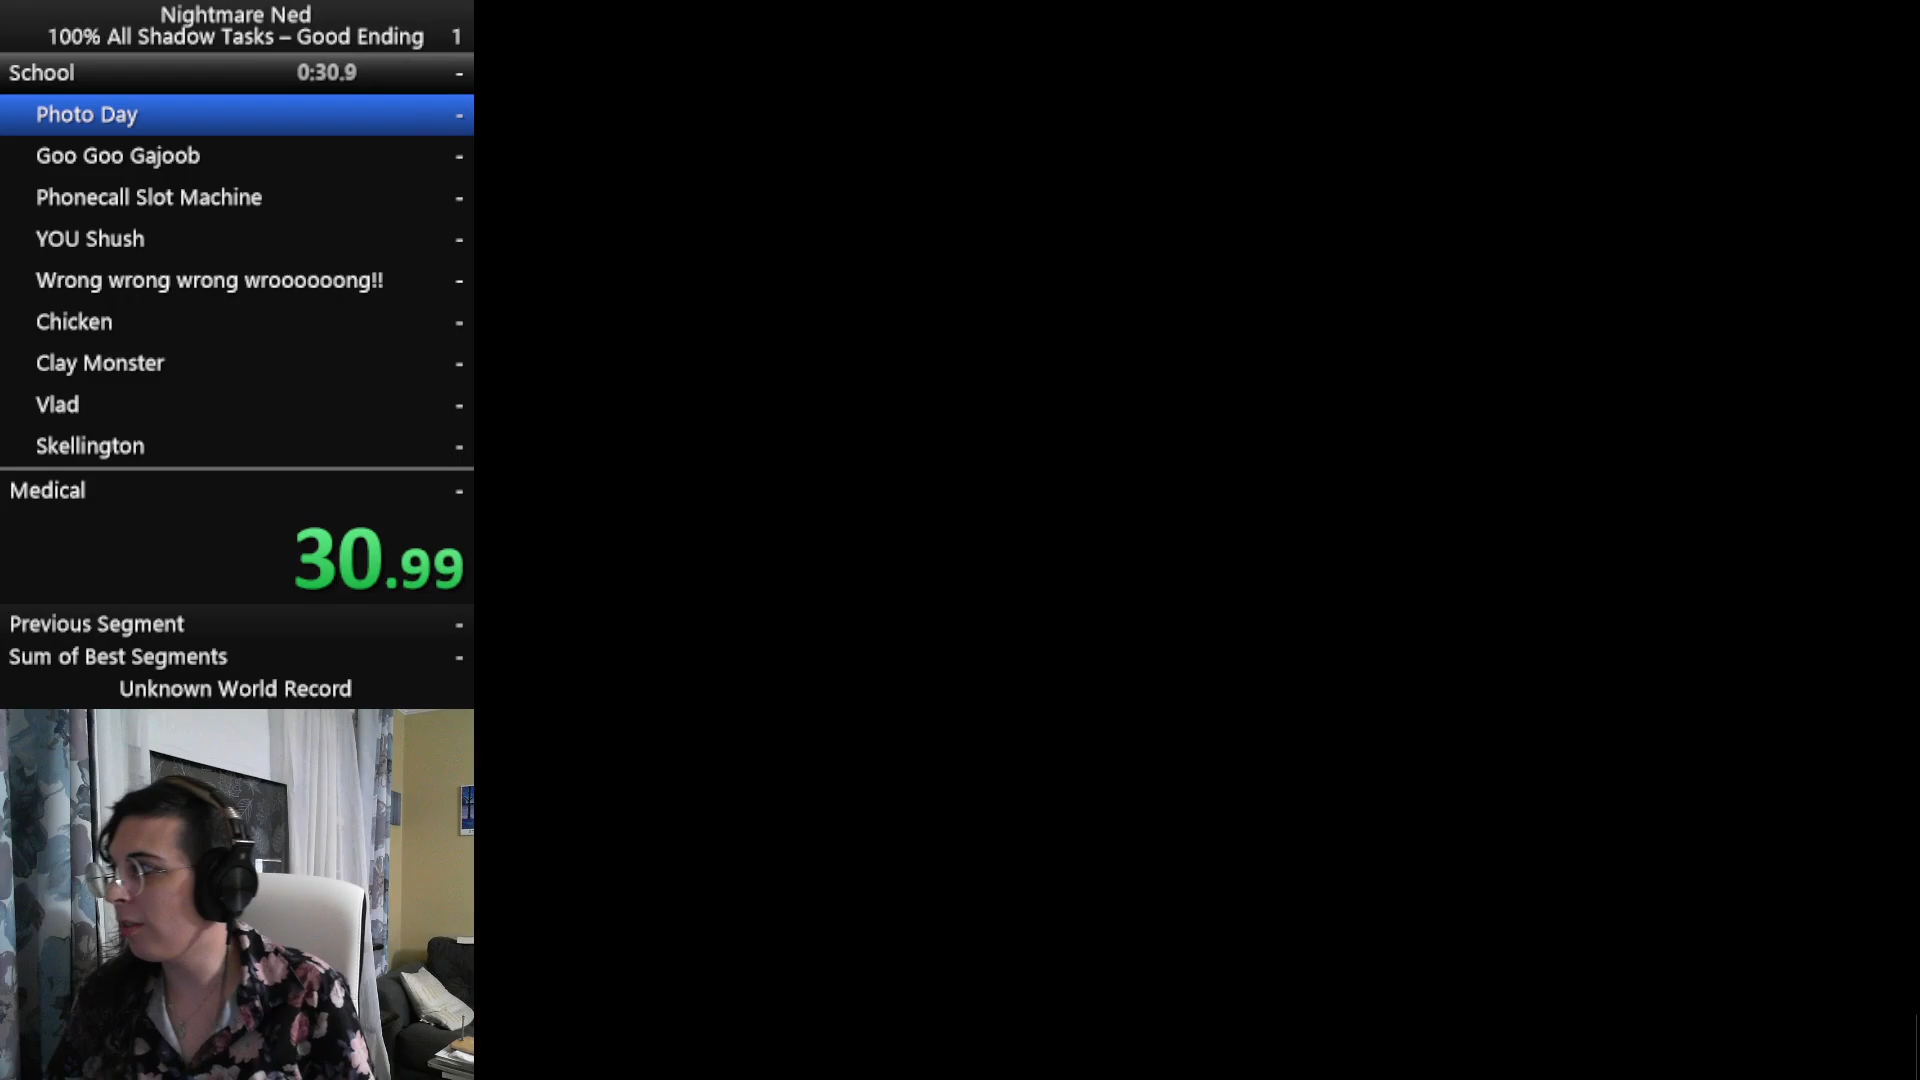 Nightmare Ned
100% All Shadow Tasks – Good Ending 1
School 0:30.9 -
Photo Day -
Goo Goo Gajoob -
Phonecall Slot Machine -
YOU Shush -
Wrong wrong wrong wroooooong!! -
Chicken -
Clay Monster -
Vlad -
Skellington -
Medical -
30.99
Previous Segment -
Sum of Best Segments -
Unknown World Record